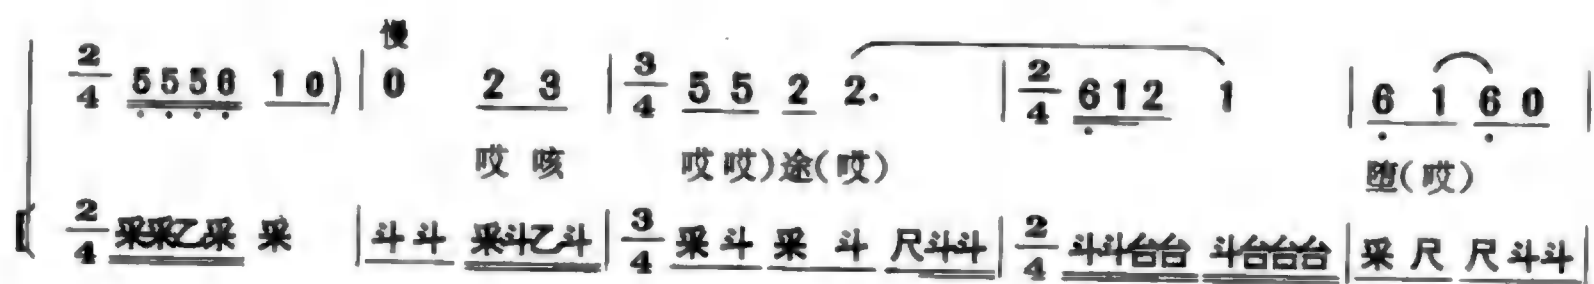 慢
2/4 5556 10) | 0 2 3 | 3/4 5 5 2 2. | 2/4 612 1 | 6 1 6 0 |
哎 咳 哎哎)途(哎) 堕(哎)
2/4 采采乙采 采 | 斗斗 采斗乙斗 | 3/4 采斗 采 斗 尺斗斗 | 2/4 斗斗台台 斗台台台 | 采 尺 尺 斗斗 |